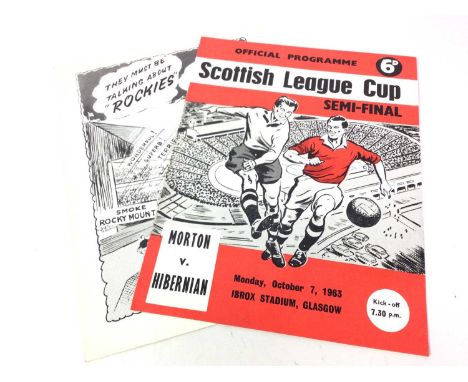 OFFICIAL PROGRAMME
6D
Scottish League Cup
SEMI-FINAL
MORTON
v.
HIBERNIAN
Monday, October 7, 1963
IBROX STADIUM, GLASGOW
Kick-off
7.30 p.m.
THEY MUST BE
TALKING ABOUT
"ROCKIES"
SUPERB
SMOKE
ROCKY MOUNT